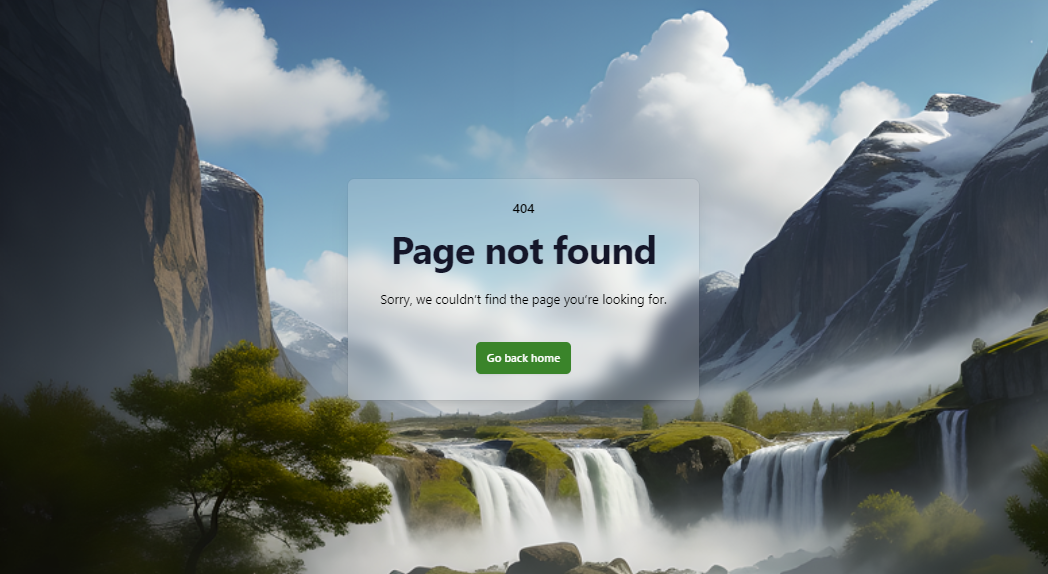 404
Page not found
Sorry, we couldn’t find the page you’re looking for.
Go back home